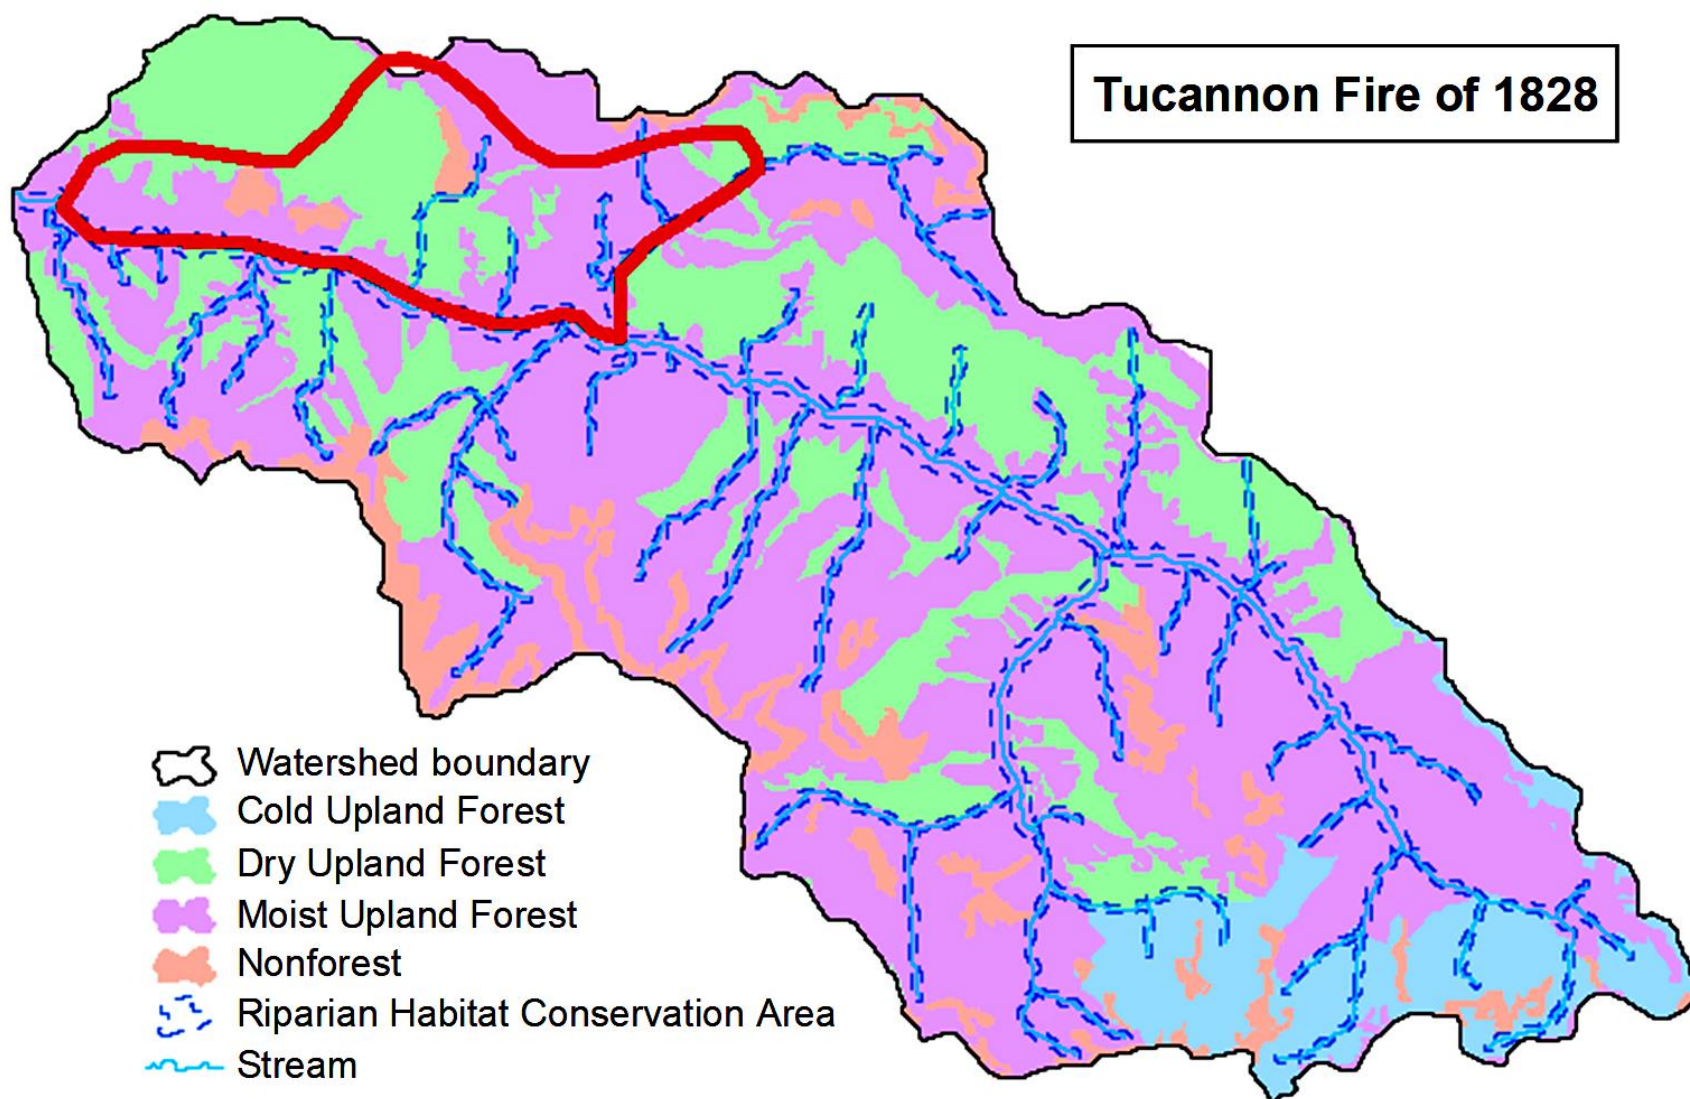 Tucannon Fire of 1828
Watershed boundary
Cold Upland Forest
Dry Upland Forest
Moist Upland Forest
Nonforest
Riparian Habitat Conservation Area
Stream